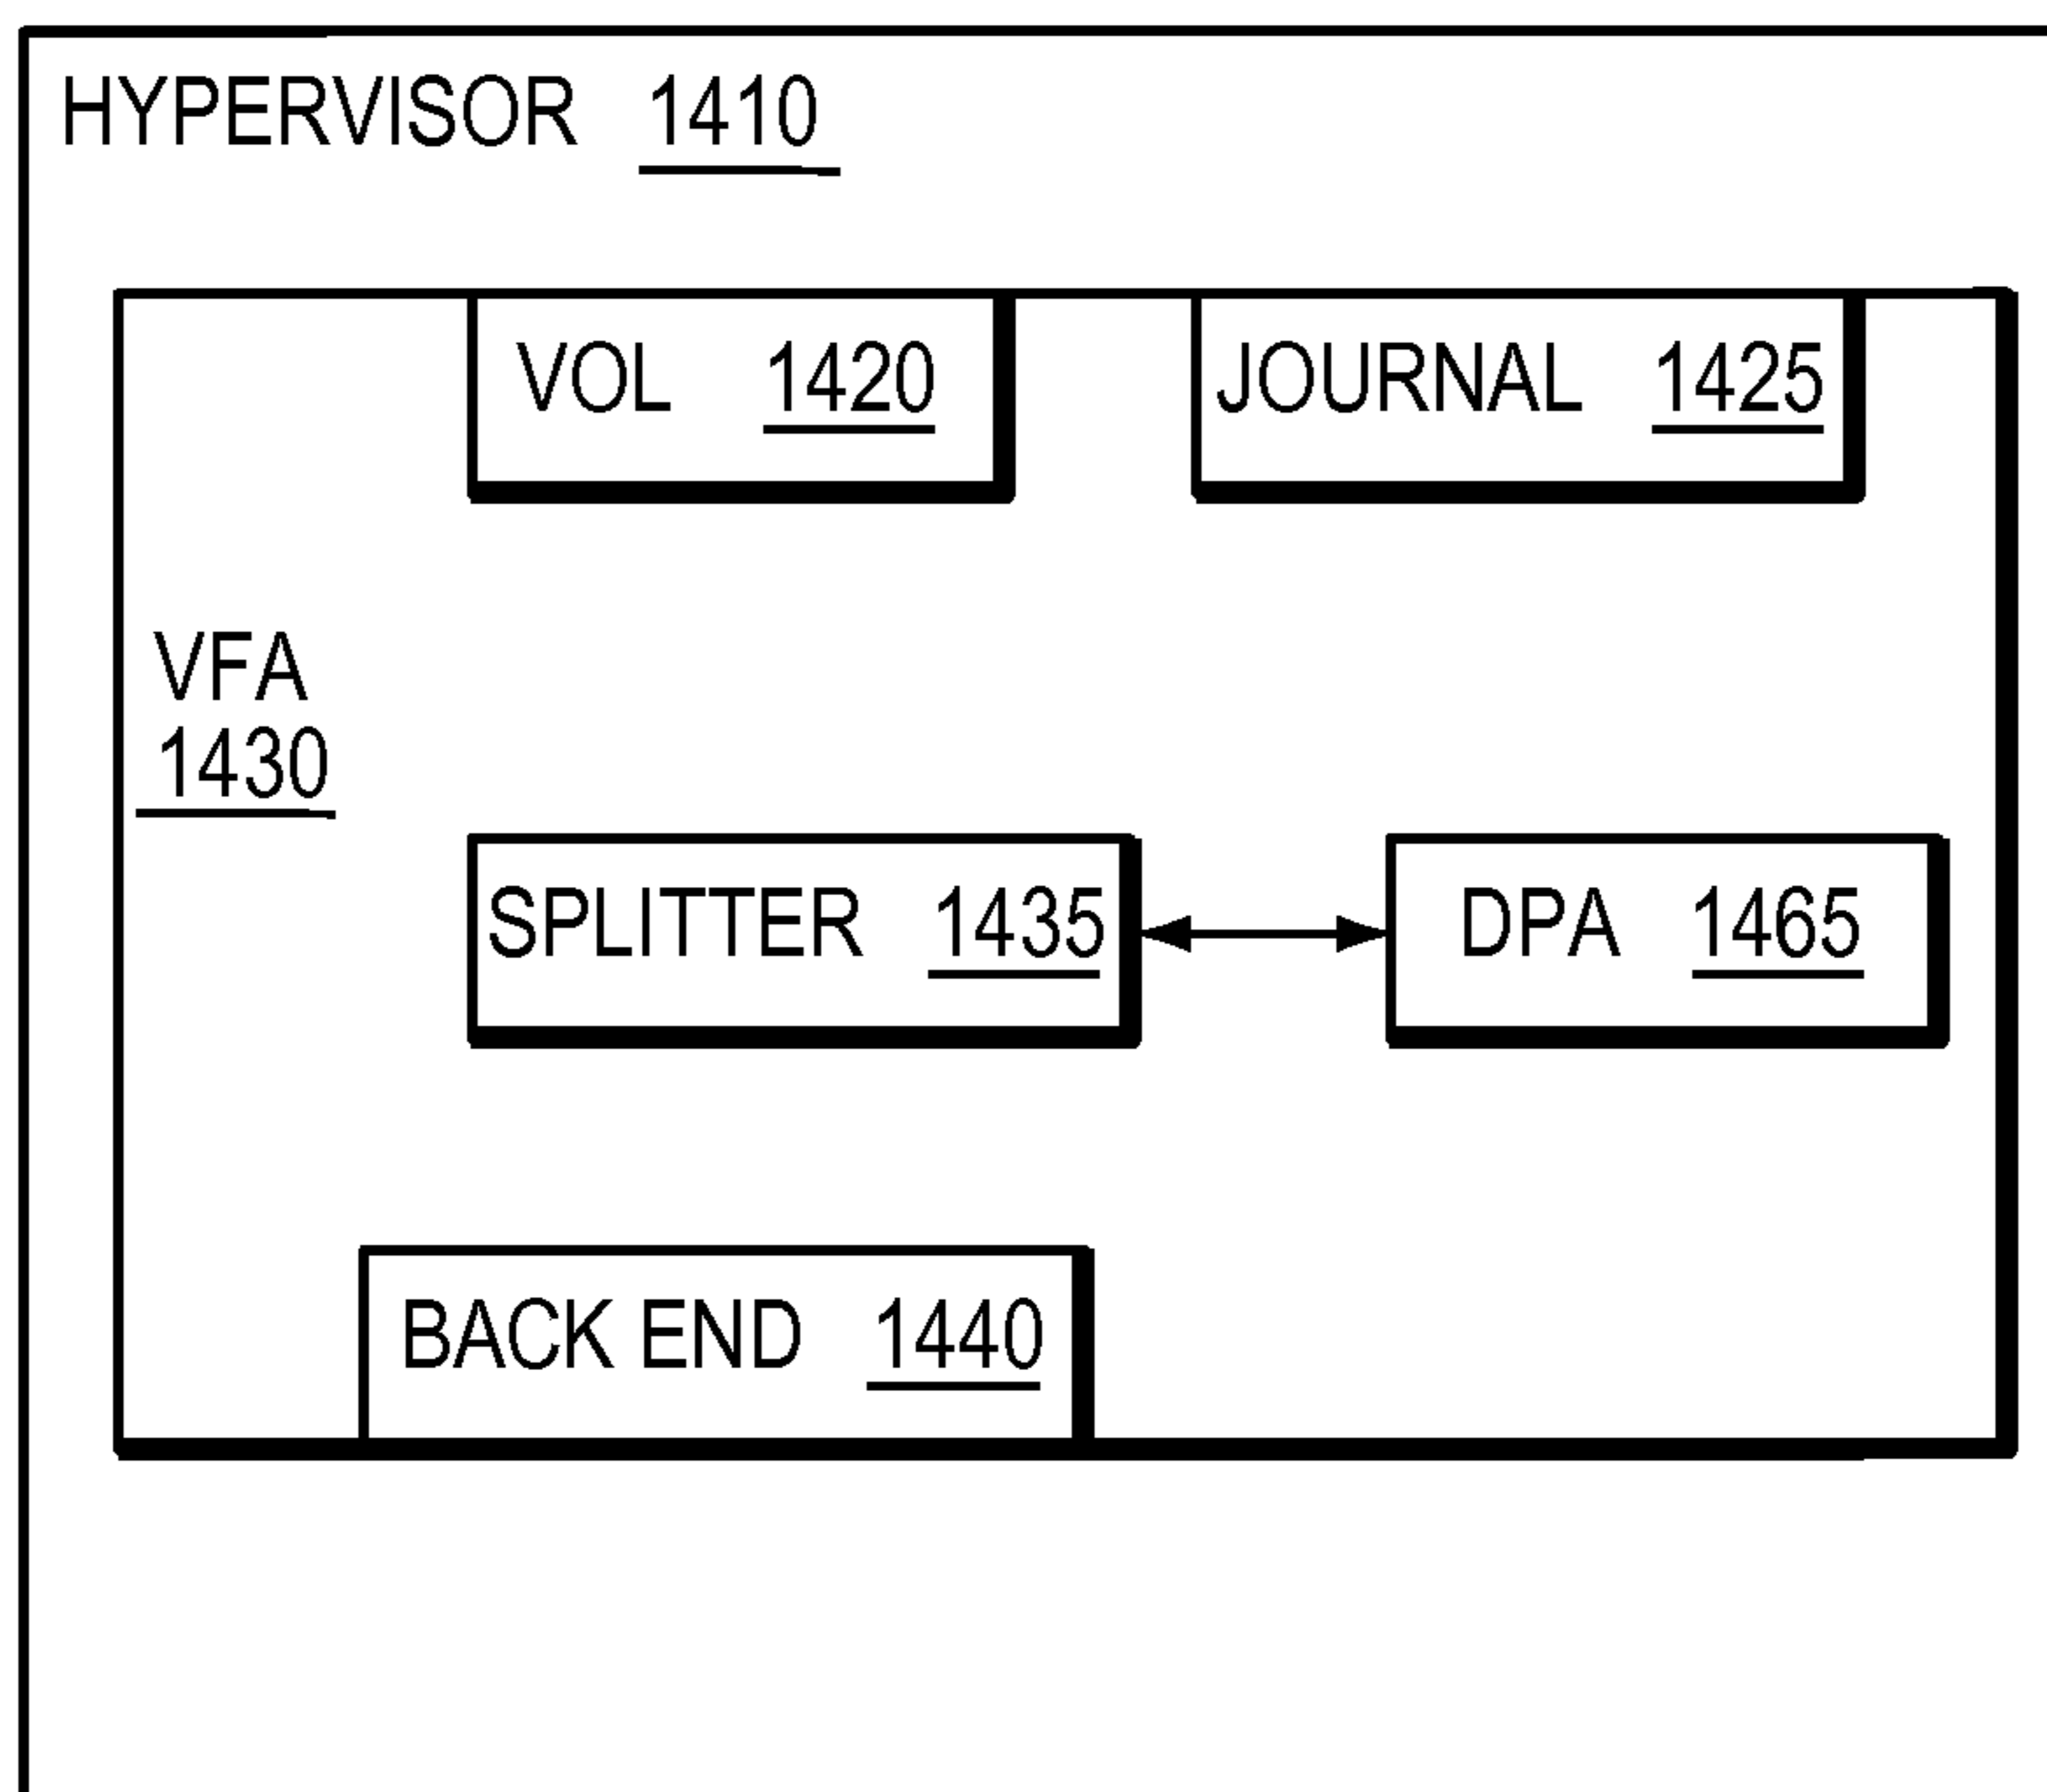 HYPERVISOR 1410
VOL 1420
JOURNAL 1425
VFA
1430
SPLITTER 1435
DPA 1465
BACK END 1440